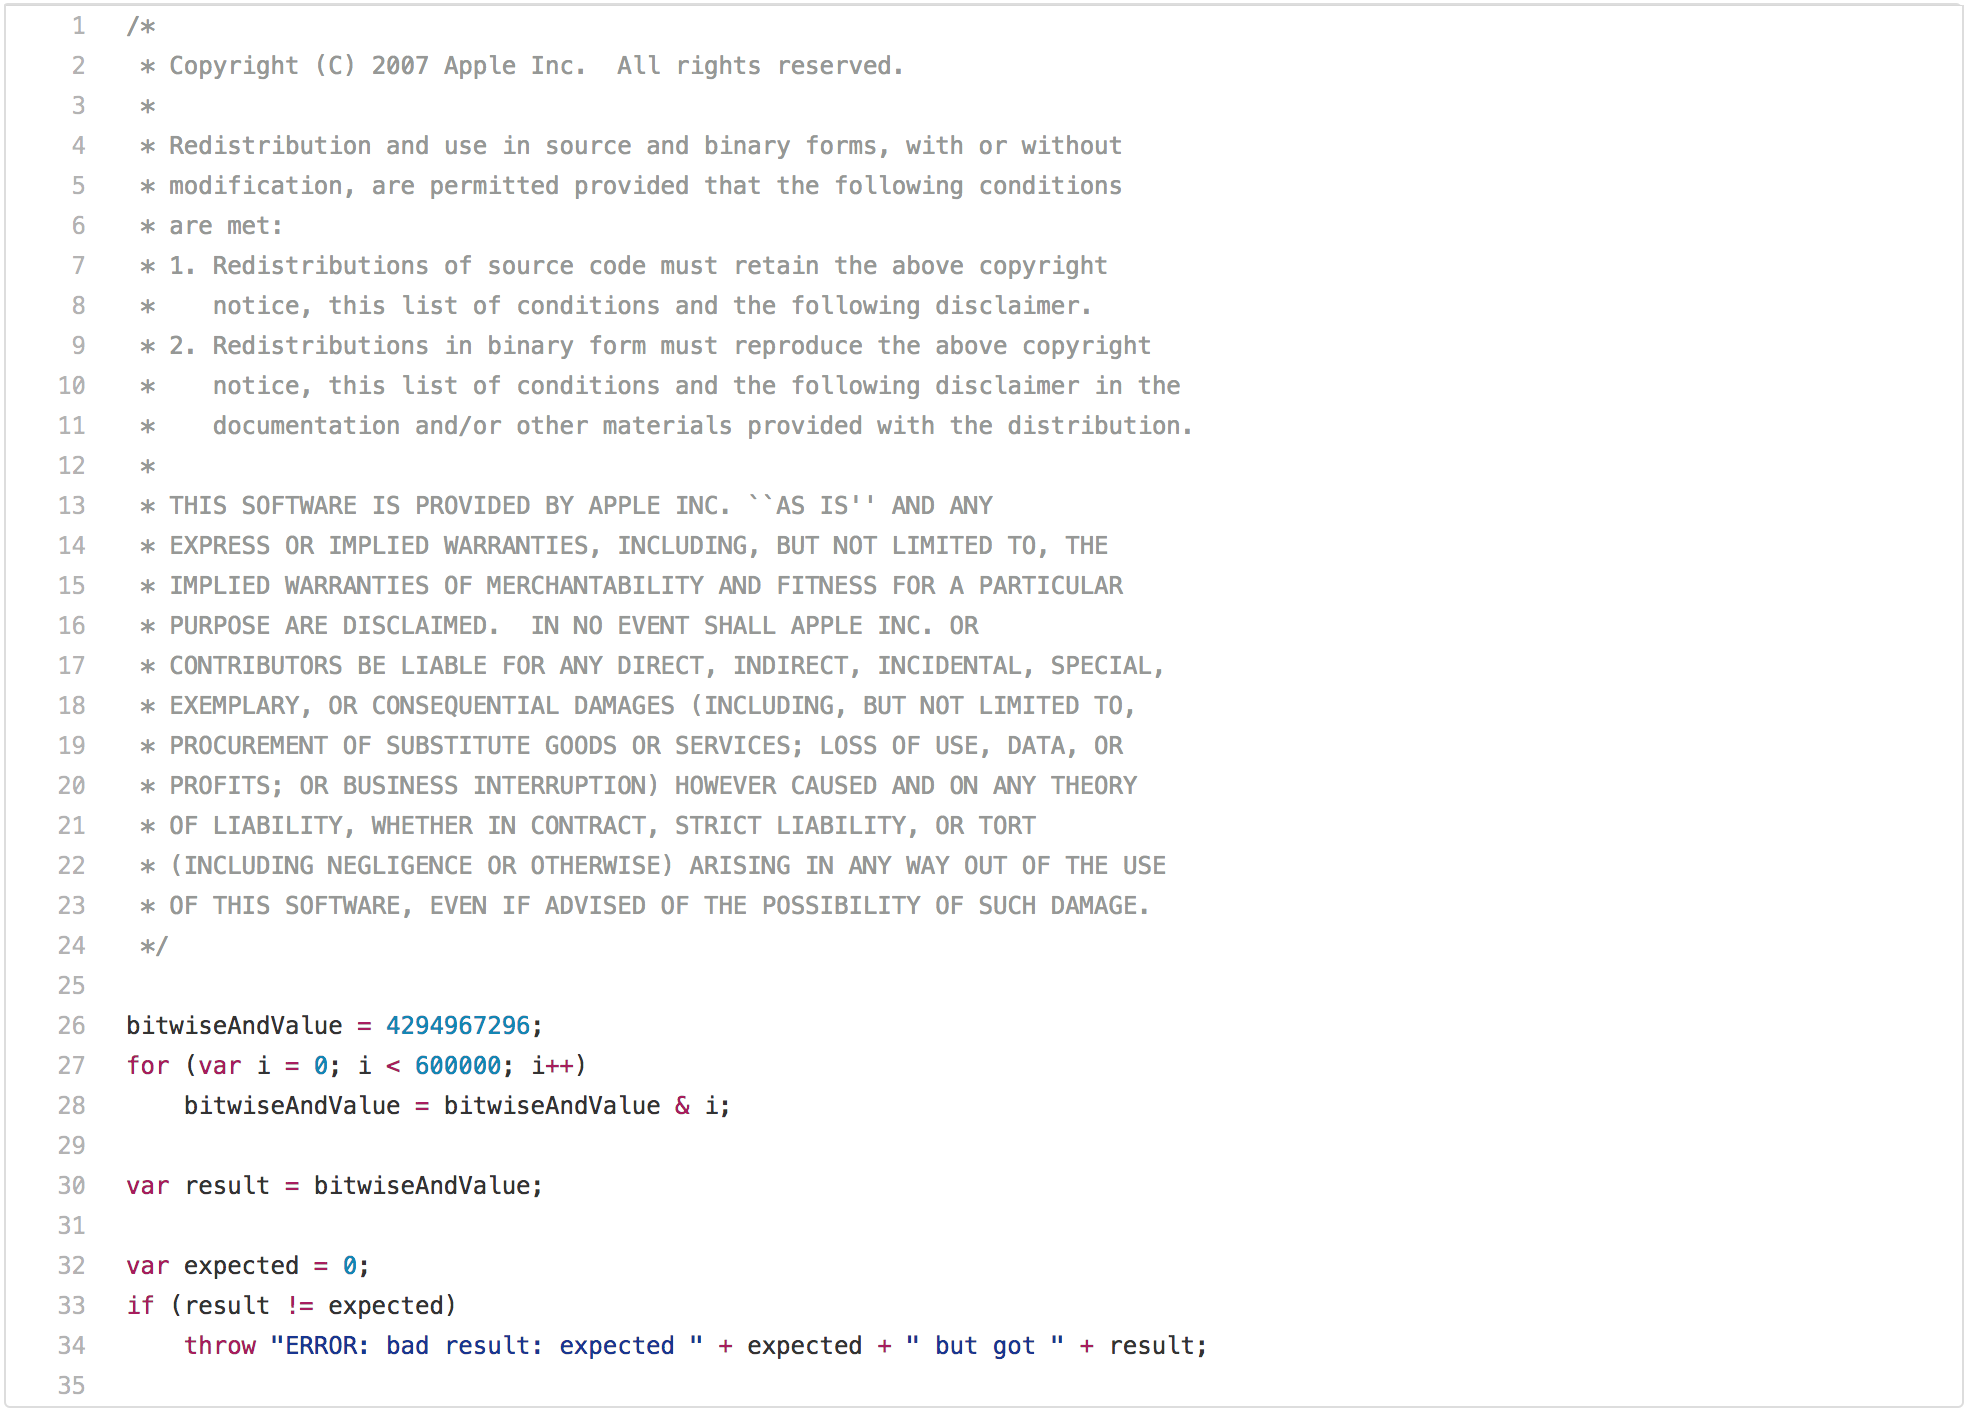 1 /*
2  * Copyright (C) 2007 Apple Inc.  All rights reserved.
3  *
4  * Redistribution and use in source and binary forms, with or without
5  * modification, are permitted provided that the following conditions
6  * are met:
7  * 1. Redistributions of source code must retain the above copyright
8  *    notice, this list of conditions and the following disclaimer.
9  * 2. Redistributions in binary form must reproduce the above copyright
10  *    notice, this list of conditions and the following disclaimer in the
11  *    documentation and/or other materials provided with the distribution.
12  *
13  * THIS SOFTWARE IS PROVIDED BY APPLE INC. ``AS IS'' AND ANY
14  * EXPRESS OR IMPLIED WARRANTIES, INCLUDING, BUT NOT LIMITED TO, THE
15  * IMPLIED WARRANTIES OF MERCHANTABILITY AND FITNESS FOR A PARTICULAR
16  * PURPOSE ARE DISCLAIMED.  IN NO EVENT SHALL APPLE INC. OR
17  * CONTRIBUTORS BE LIABLE FOR ANY DIRECT, INDIRECT, INCIDENTAL, SPECIAL,
18  * EXEMPLARY, OR CONSEQUENTIAL DAMAGES (INCLUDING, BUT NOT LIMITED TO,
19  * PROCUREMENT OF SUBSTITUTE GOODS OR SERVICES; LOSS OF USE, DATA, OR
20  * PROFITS; OR BUSINESS INTERRUPTION) HOWEVER CAUSED AND ON ANY THEORY
21  * OF LIABILITY, WHETHER IN CONTRACT, STRICT LIABILITY, OR TORT
22  * (INCLUDING NEGLIGENCE OR OTHERWISE) ARISING IN ANY WAY OUT OF THE USE
23  * OF THIS SOFTWARE, EVEN IF ADVISED OF THE POSSIBILITY OF SUCH DAMAGE.
24  */
25
26 bitwiseAndValue = 4294967296;
27 for (var i = 0; i < 600000; i++)
28     bitwiseAndValue = bitwiseAndValue & i;
29
30 var result = bitwiseAndValue;
31
32 var expected = 0;
33 if (result != expected)
34     throw "ERROR: bad result: expected " + expected + " but got " + result;
35